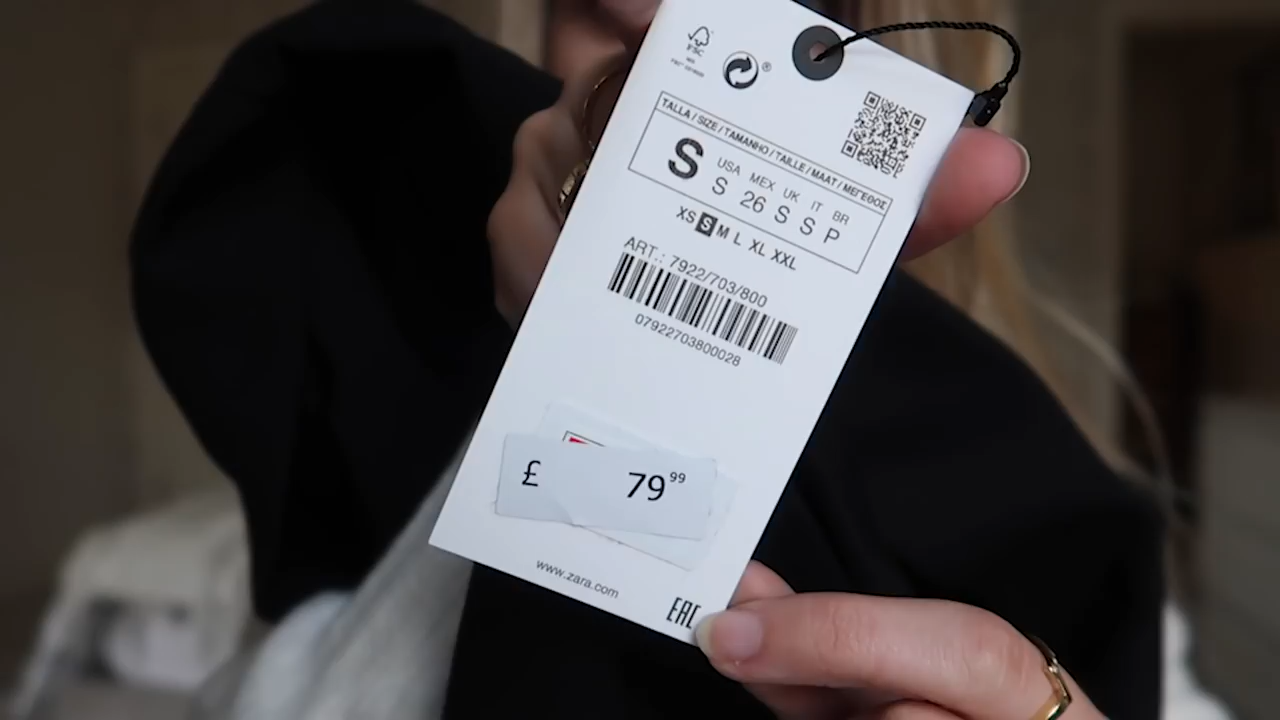 FSC
®
TALLA / SIZE / TAMANHO / TAILLE / MAAT / ΜΕΓΕΘΟΣ
S
USA MEX UK IT BR
S 26 S S P
XS S M L XL XXL
ART.: 7922/703/800
07922703800028
£ 79⁹⁹
www.zara.com
EAC